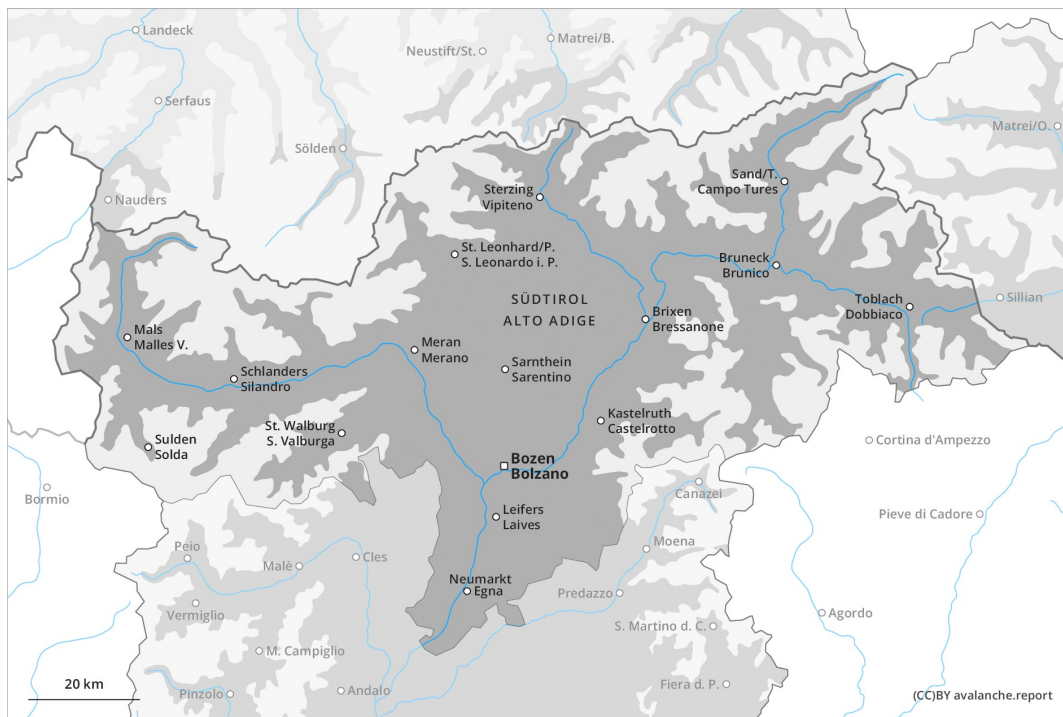 Landeck
Neustift/St.
Matrei/B.
Serfaus
Matrei/O.
Sölden
Sand/T.
Campo Tures
Sterzing
Vipiteno
Nauders
St. Leonhard/P.
S. Leonardo i. P.
Bruneck
Brunico
SÜDTIROL
ALTO ADIGE
Toblach
Dobbiaco
Sillian
Brixen
Bressanone
Mals
Malles V.
Meran
Merano
Sarnthein
Sarentino
Schlanders
Silandro
Kastelruth
Castelrotto
St. Walburg
S. Valburga
Sulden
Solda
Cortina d'Ampezzo
Bozen
Bolzano
Bormio
Canazei
Leifers
Laives
Pieve di Cadore
Peio
Malè
Cles
Moena
Neumarkt
Egna
Predazzo
Vermiglio
Agordo
S. Martino d. C.
M. Campiglio
20 km
Pinzolo
Andalo
Fiera d. P.
(CC)BY avalanche.report